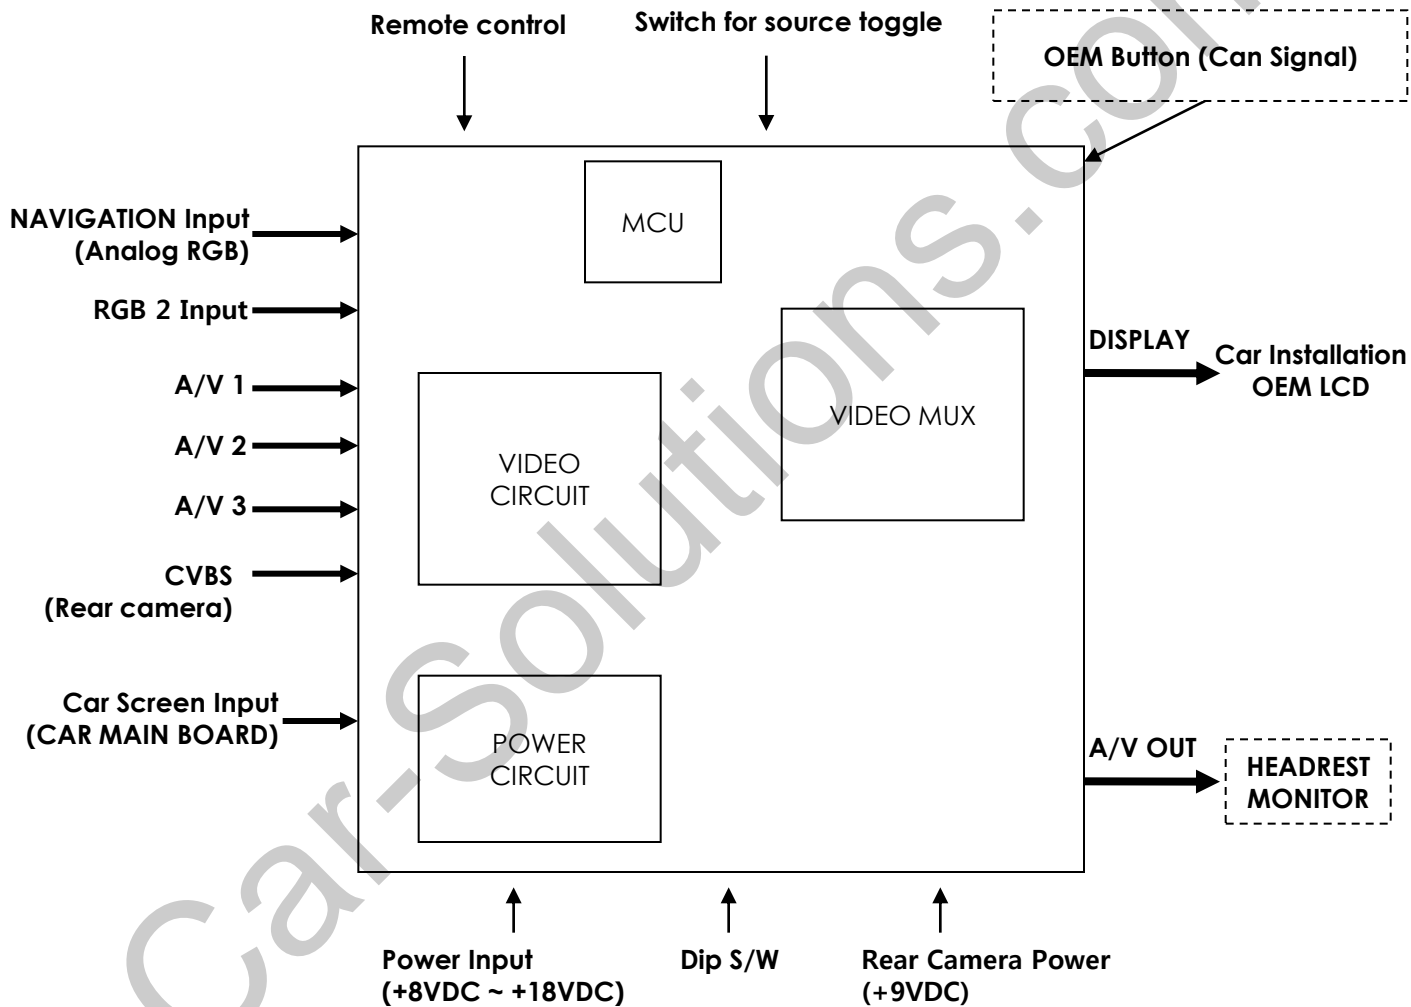 Remote control
Switch for source toggle
OEM Button (Can Signal)
MCU
NAVIGATION Input
(Analog RGB)
RGB 2 Input
A/V 1
A/V 2
A/V 3
CVBS
(Rear camera)
Car Screen Input
(CAR MAIN BOARD)
VIDEO
CIRCUIT
VIDEO MUX
POWER
CIRCUIT
DISPLAY
Car Installation
OEM LCD
A/V OUT
HEADREST
MONITOR
Power Input
(+8VDC ~ +18VDC)
Dip S/W
Rear Camera Power
(+9VDC)
Car-Solutions.com